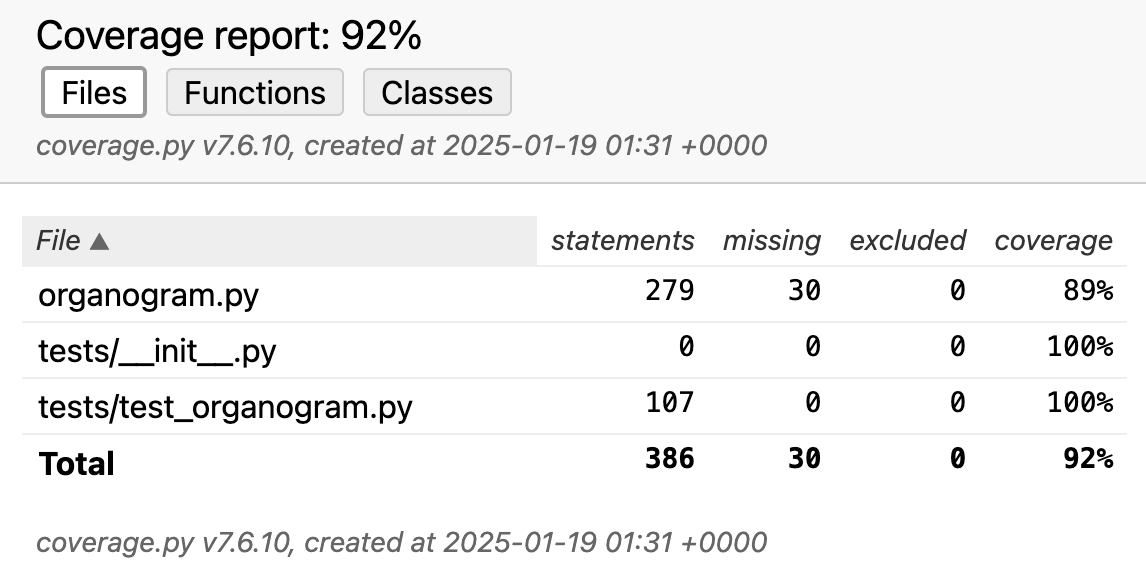 Coverage report: 92%
Files Functions Classes
coverage.py v7.6.10, created at 2025-01-19 01:31 +0000
File ▲ statements missing excluded coverage
organogram.py 279 30 0 89%
tests/__init__.py 0 0 0 100%
tests/test_organogram.py 107 0 0 100%
Total 386 30 0 92%
coverage.py v7.6.10, created at 2025-01-19 01:31 +0000